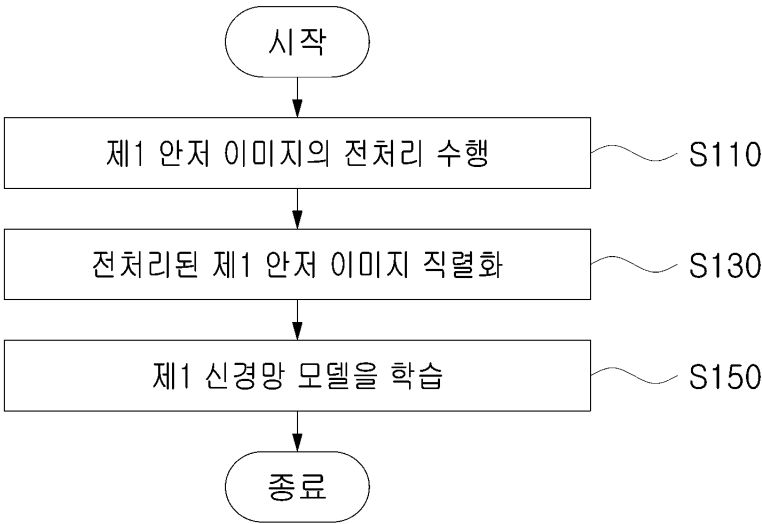 시작
제1 안저 이미지의 전처리 수행 S110
전처리된 제1 안저 이미지 직렬화 S130
제1 신경망 모델을 학습 S150
종료